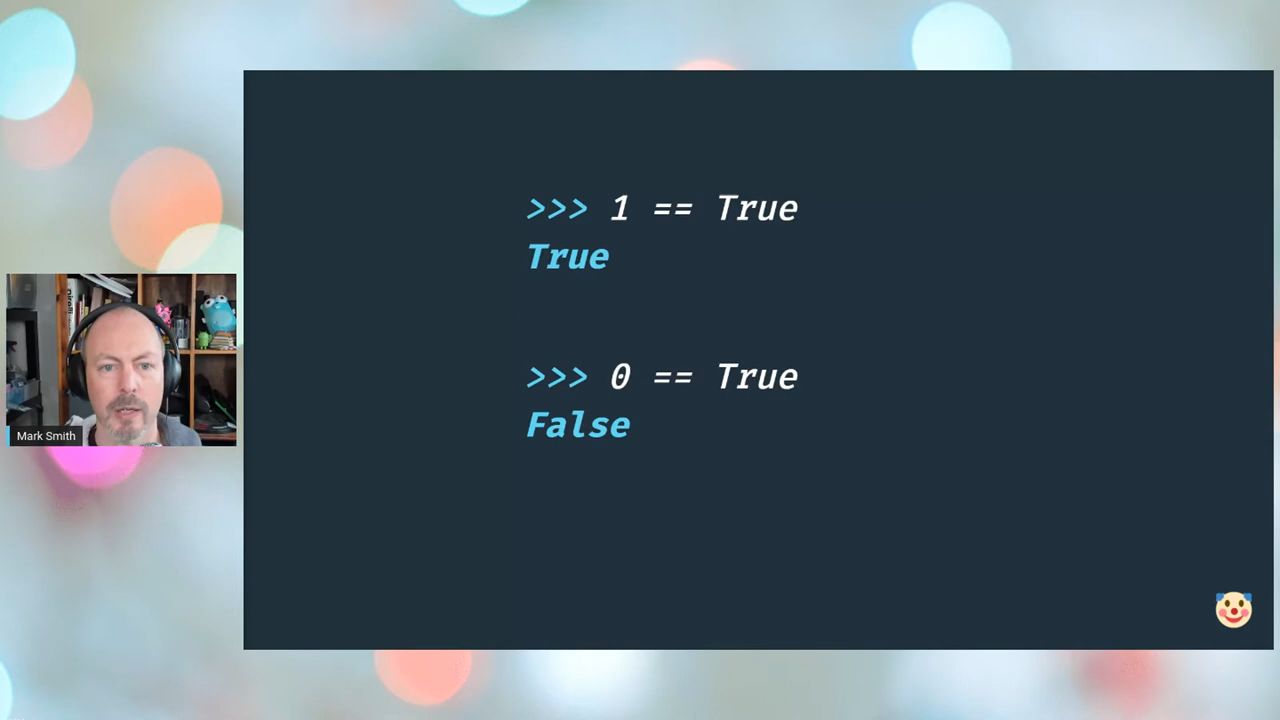 >>> 1 == True
True
>>> 0 == True
False
Mark Smith